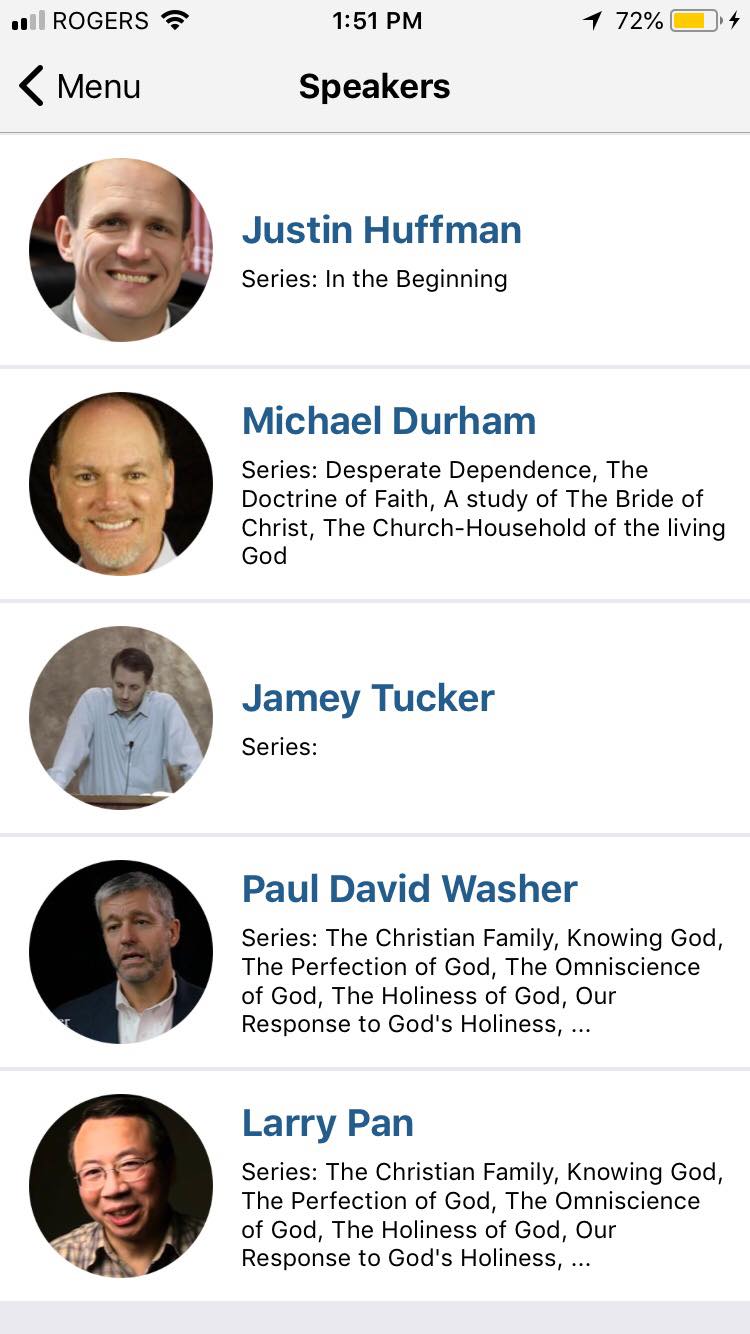 ROGERS 1:51 PM 72%
Menu Speakers
Justin Huffman
Series: In the Beginning
Michael Durham
Series: Desperate Dependence, The
Doctrine of Faith, A study of The Bride of
Christ, The Church-Household of the living
God
Jamey Tucker
Series:
Paul David Washer
Series: The Christian Family, Knowing God,
The Perfection of God, The Omniscience
of God, The Holiness of God, Our
Response to God's Holiness, ...
Larry Pan
Series: The Christian Family, Knowing God,
The Perfection of God, The Omniscience
of God, The Holiness of God, Our
Response to God's Holiness, ...